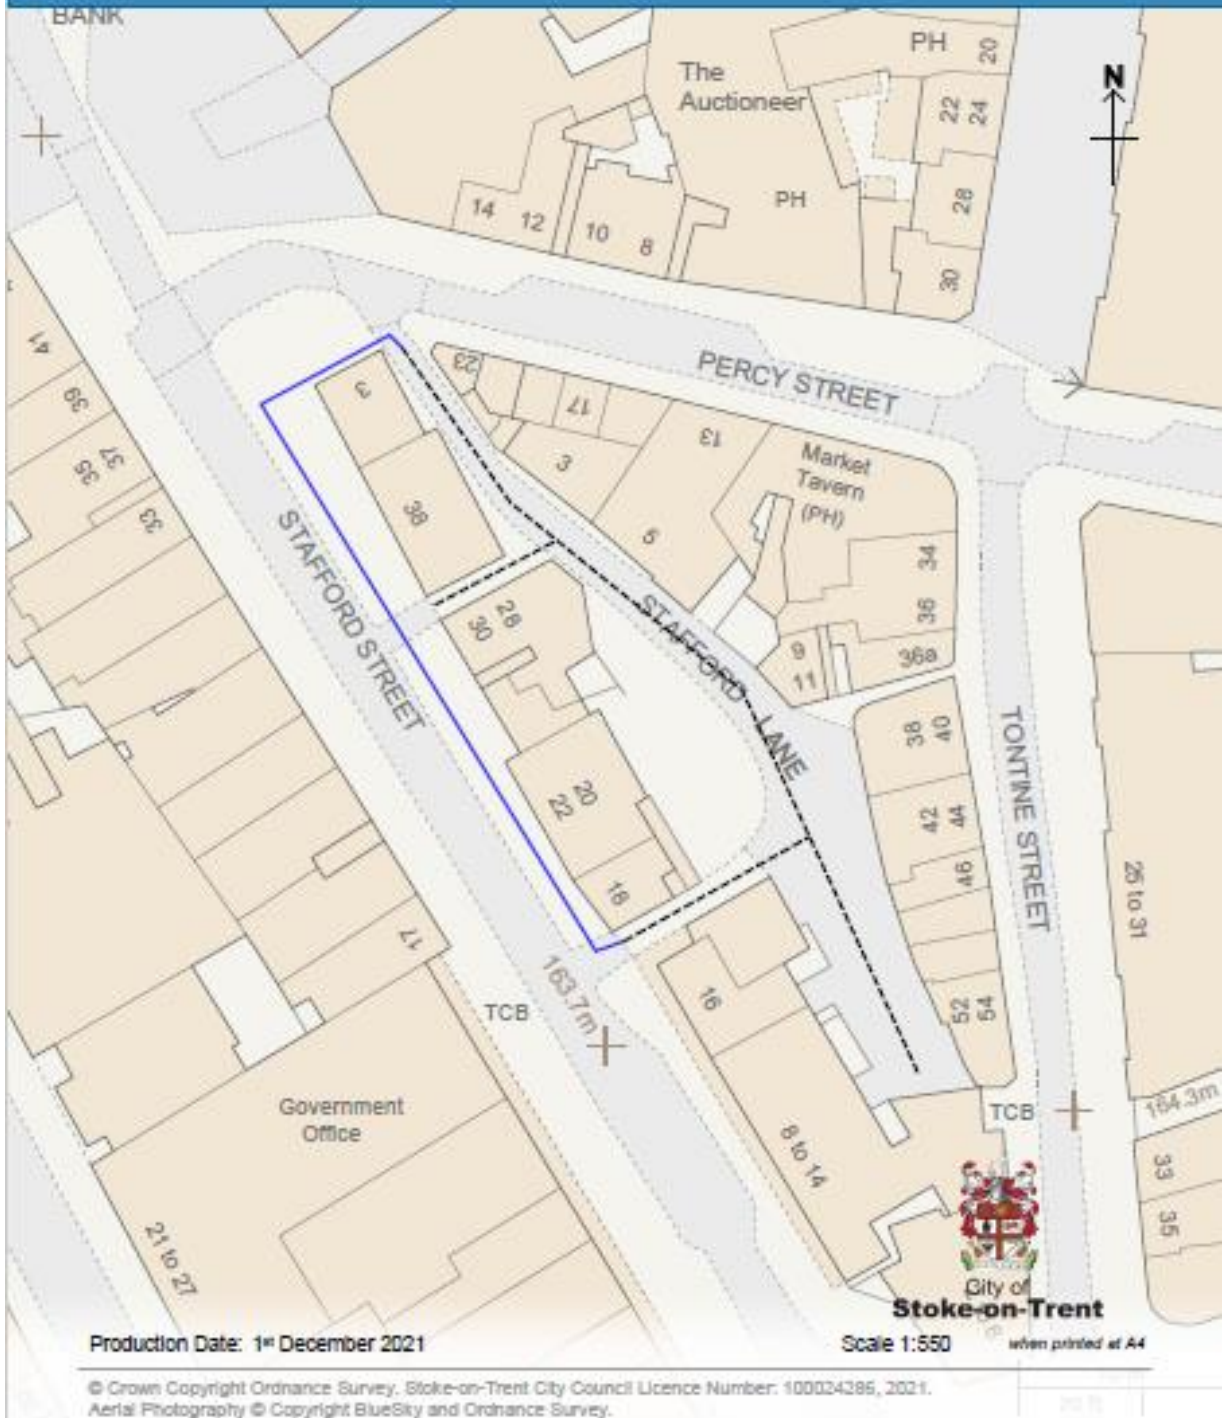 BANK
PH
20
The
Auctioneer
22
24
N
PH
28
14
12
10
8
30
41
39
37
35
33
3
38
23
17
3
13
5
PERCY STREET
Market
Tavern
(PH)
34
36
36a
9
11
STAFFORD STREET
28
30
STAFFORD LANE
38
40
TONTINE STREET
20
22
42
44
46
18
26 to 31
17
163.7m
TCB
16
52
54
Government
Office
TCB
164.3m
8 to 14
33
35
21 to 27
City of
Stoke-on-Trent
Production Date: 1st December 2021
Scale 1:550
when printed at A4
© Crown Copyright Ordnance Survey. Stoke-on-Trent City Council Licence Number: 100024286, 2021.
Aerial Photography © Copyright BlueSky and Ordnance Survey.